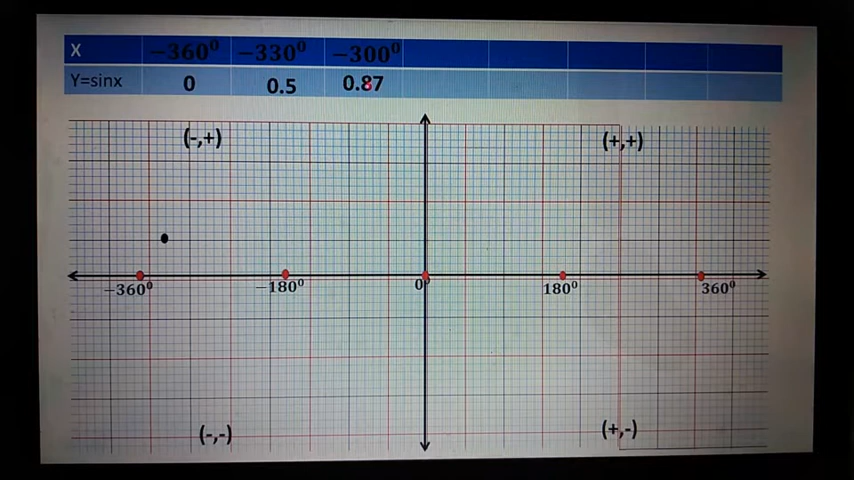 X −360⁰ −330⁰ −300⁰
Y=sinx 0 0.5 0.87
(-,+) (+,+)
−360⁰ −180⁰ 0⁰ 180⁰ 360⁰
(-,-) (+,-)